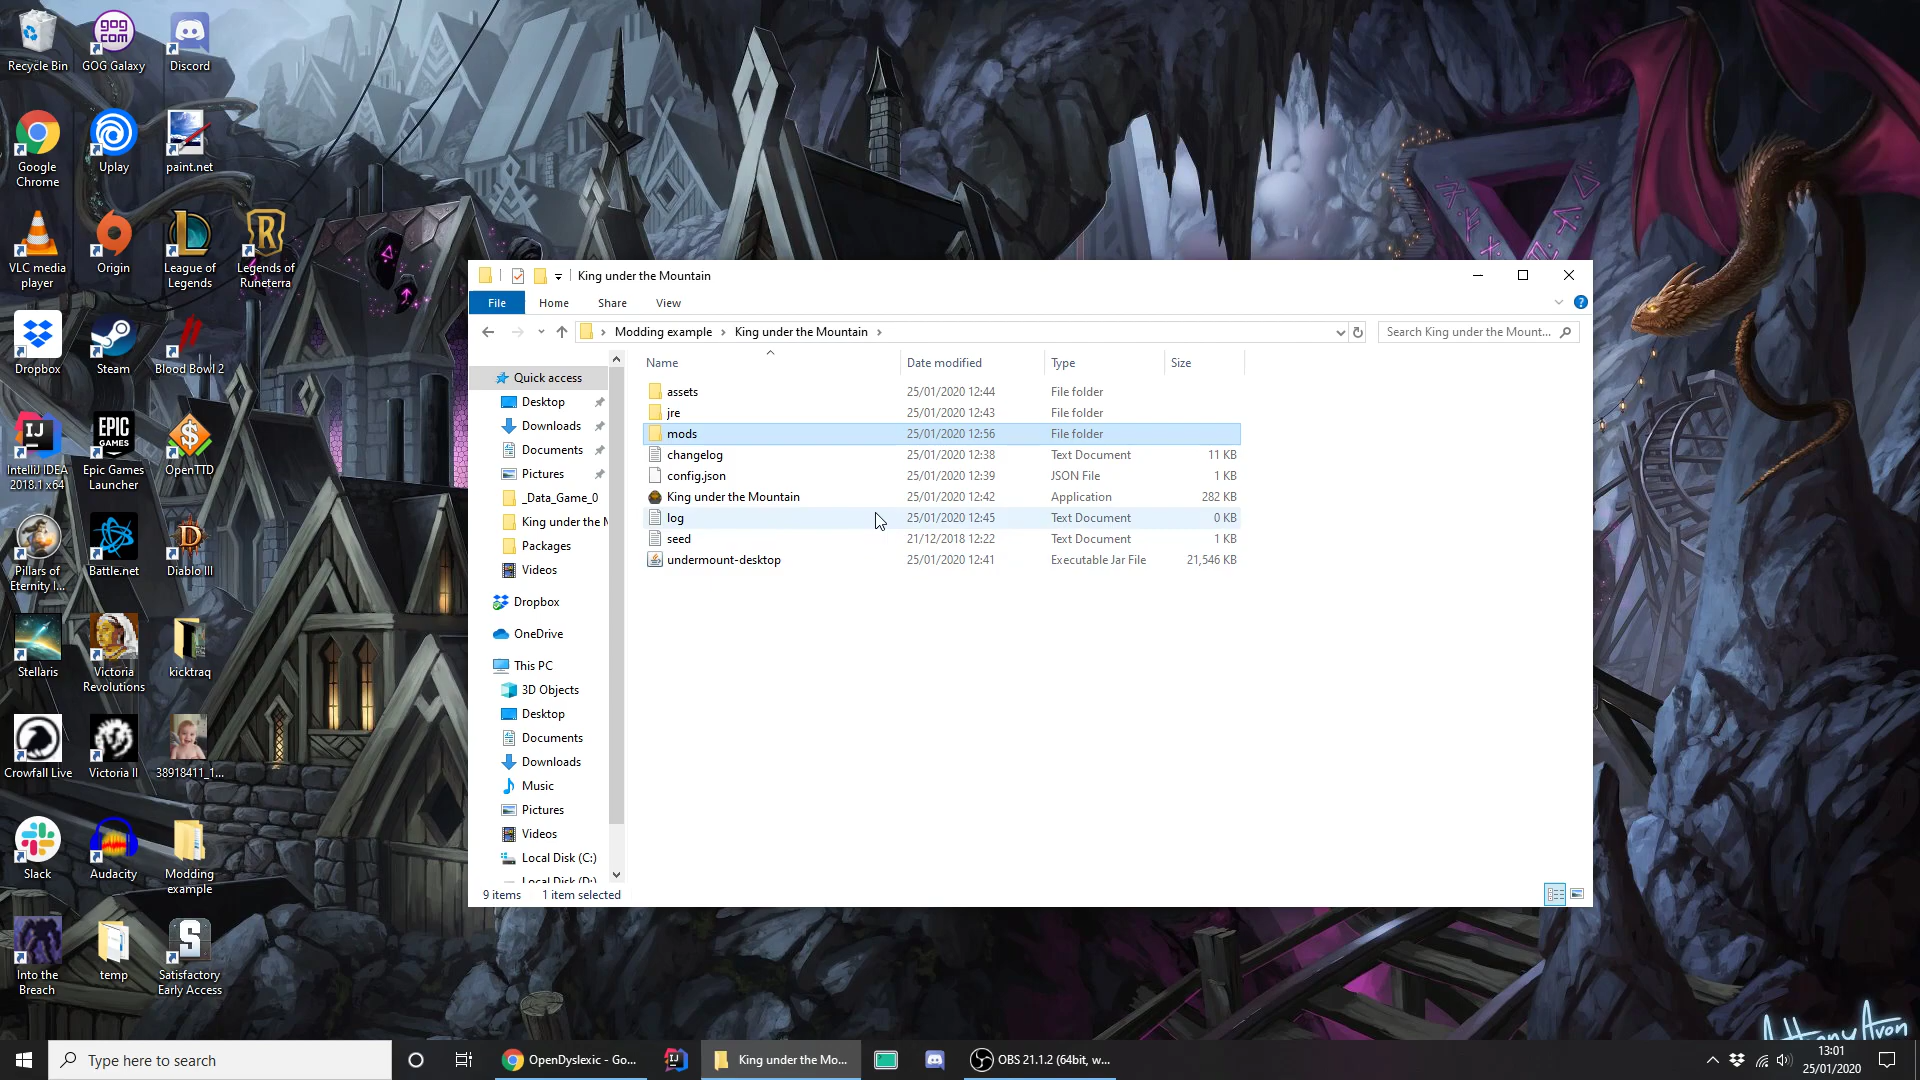 Recycle Bin
GOG Galaxy
Discord
Google
Chrome
Uplay
paint.net
VLC media
player
Origin
League of
Legends
Legends of
Runeterra
Dropbox
Steam
Blood Bowl 2
IntelliJ IDEA
2018.1 x64
Epic Games
Launcher
OpenTTD
Pillars of
Eternity I...
Battle.net
Diablo III
Stellaris
Victoria
Revolutions
kicktraq
Crowfall Live
Victoria II
38918411_1...
Slack
Audacity
Modding
example
Into the
Breach
temp
Satisfactory
Early Access
King under the Mountain
File
Home
Share
View
Modding example
King under the Mountain
Search King under the Mount...
Name
Date modified
Type
Size
assets 25/01/2020 12:44 File folder
jre 25/01/2020 12:43 File folder
mods 25/01/2020 12:56 File folder
changelog 25/01/2020 12:38 Text Document 11 KB
config.json 25/01/2020 12:39 JSON File 1 KB
King under the Mountain 25/01/2020 12:42 Application 282 KB
log 25/01/2020 12:45 Text Document 0 KB
seed 21/12/2018 12:22 Text Document 1 KB
undermount-desktop 25/01/2020 12:41 Executable Jar File 21,546 KB
Quick access
Desktop
Downloads
Documents
Pictures
_Data_Game_0
King under the M
Packages
Videos
Dropbox
OneDrive
This PC
3D Objects
Desktop
Documents
Downloads
Music
Pictures
Videos
Local Disk (C:)
Local Disk (D:)
9 items
1 item selected
Type here to search
OpenDyslexic - Go...
King under the Mo...
OBS 21.1.2 (64bit, w...
13:01
25/01/2020